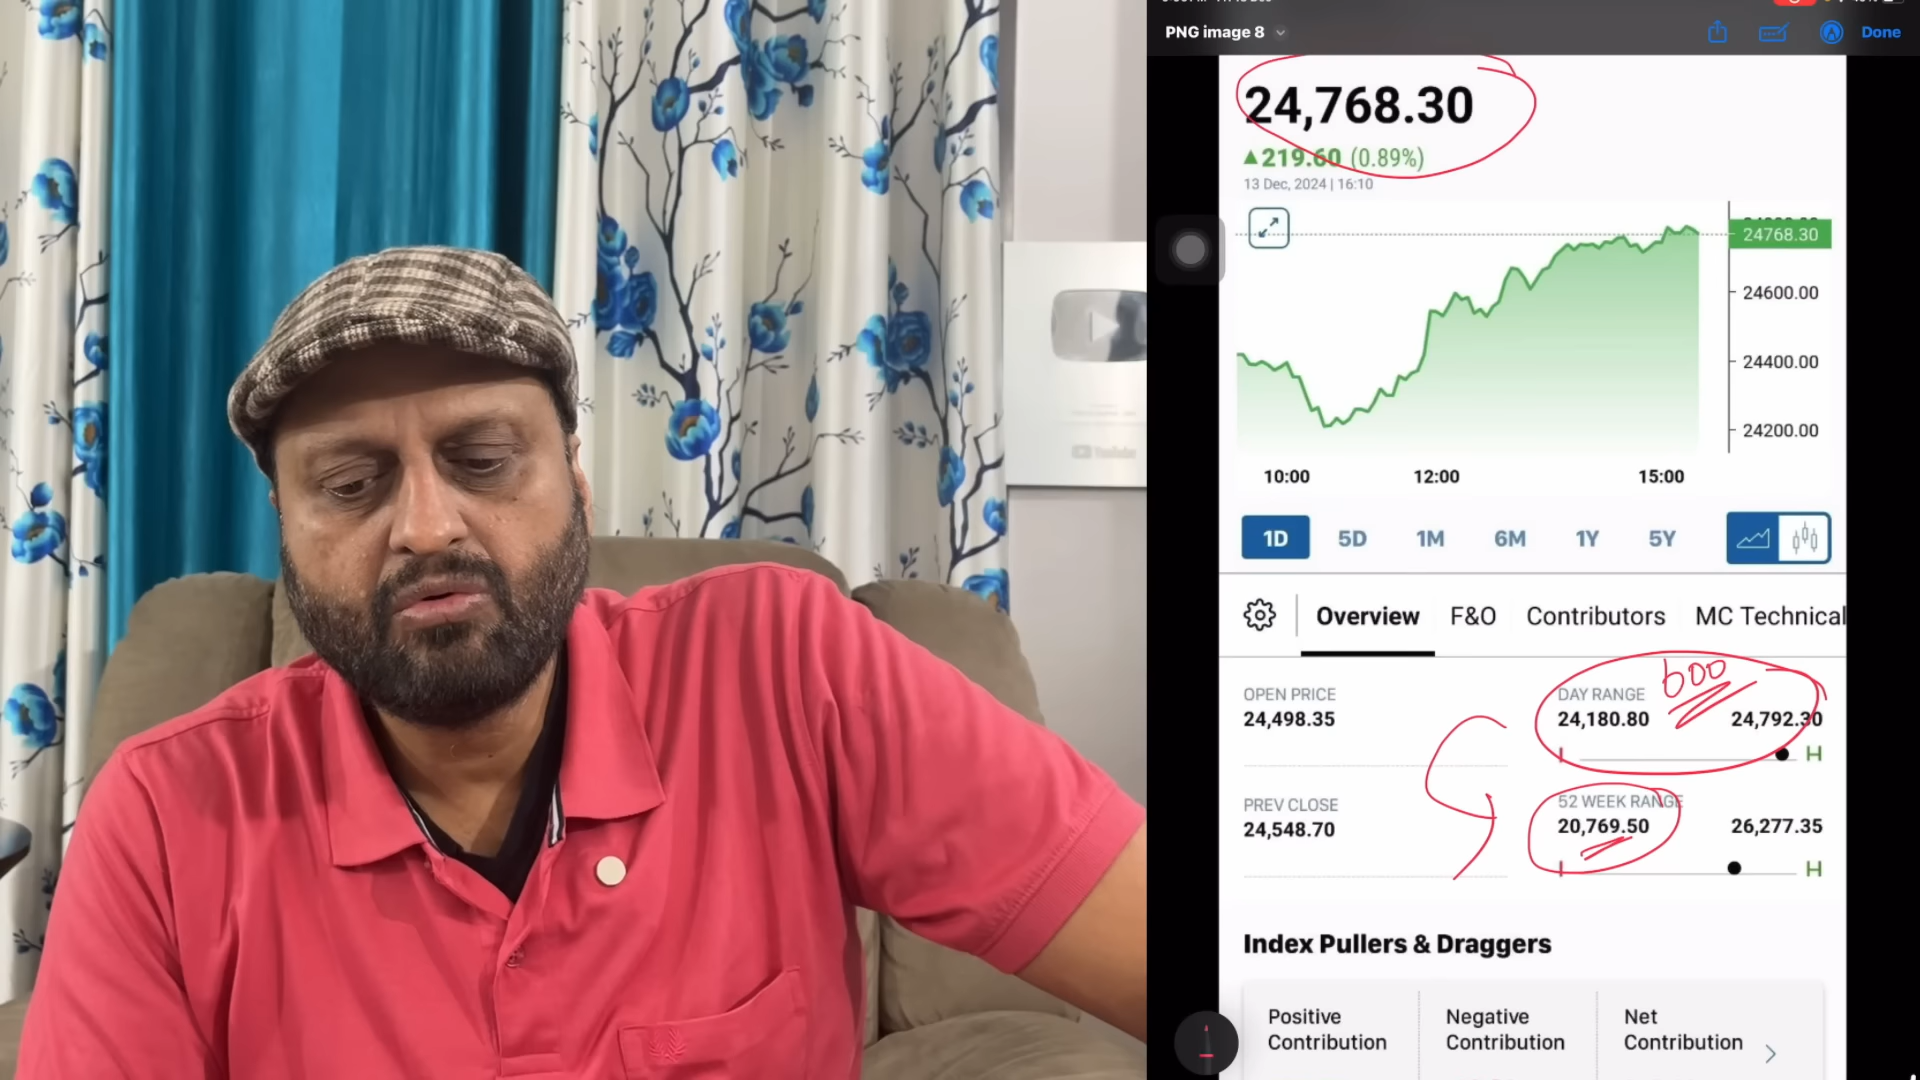 PNG image 8
Done
24,768.30
▲219.60 (0.89%)
13 Dec, 2024 | 16:10
24768.30
24600.00
24400.00
24200.00
10:00 12:00 15:00
1D 5D 1M 6M 1Y 5Y
Overview F&O Contributors MC Technical
600
OPEN PRICE
24,498.35
DAY RANGE
24,180.80 24,792.30
H
PREV CLOSE
24,548.70
52 WEEK RANGE
20,769.50 26,277.35
H
Index Pullers & Draggers
Positive Contribution
Negative Contribution
Net Contribution
YouTube